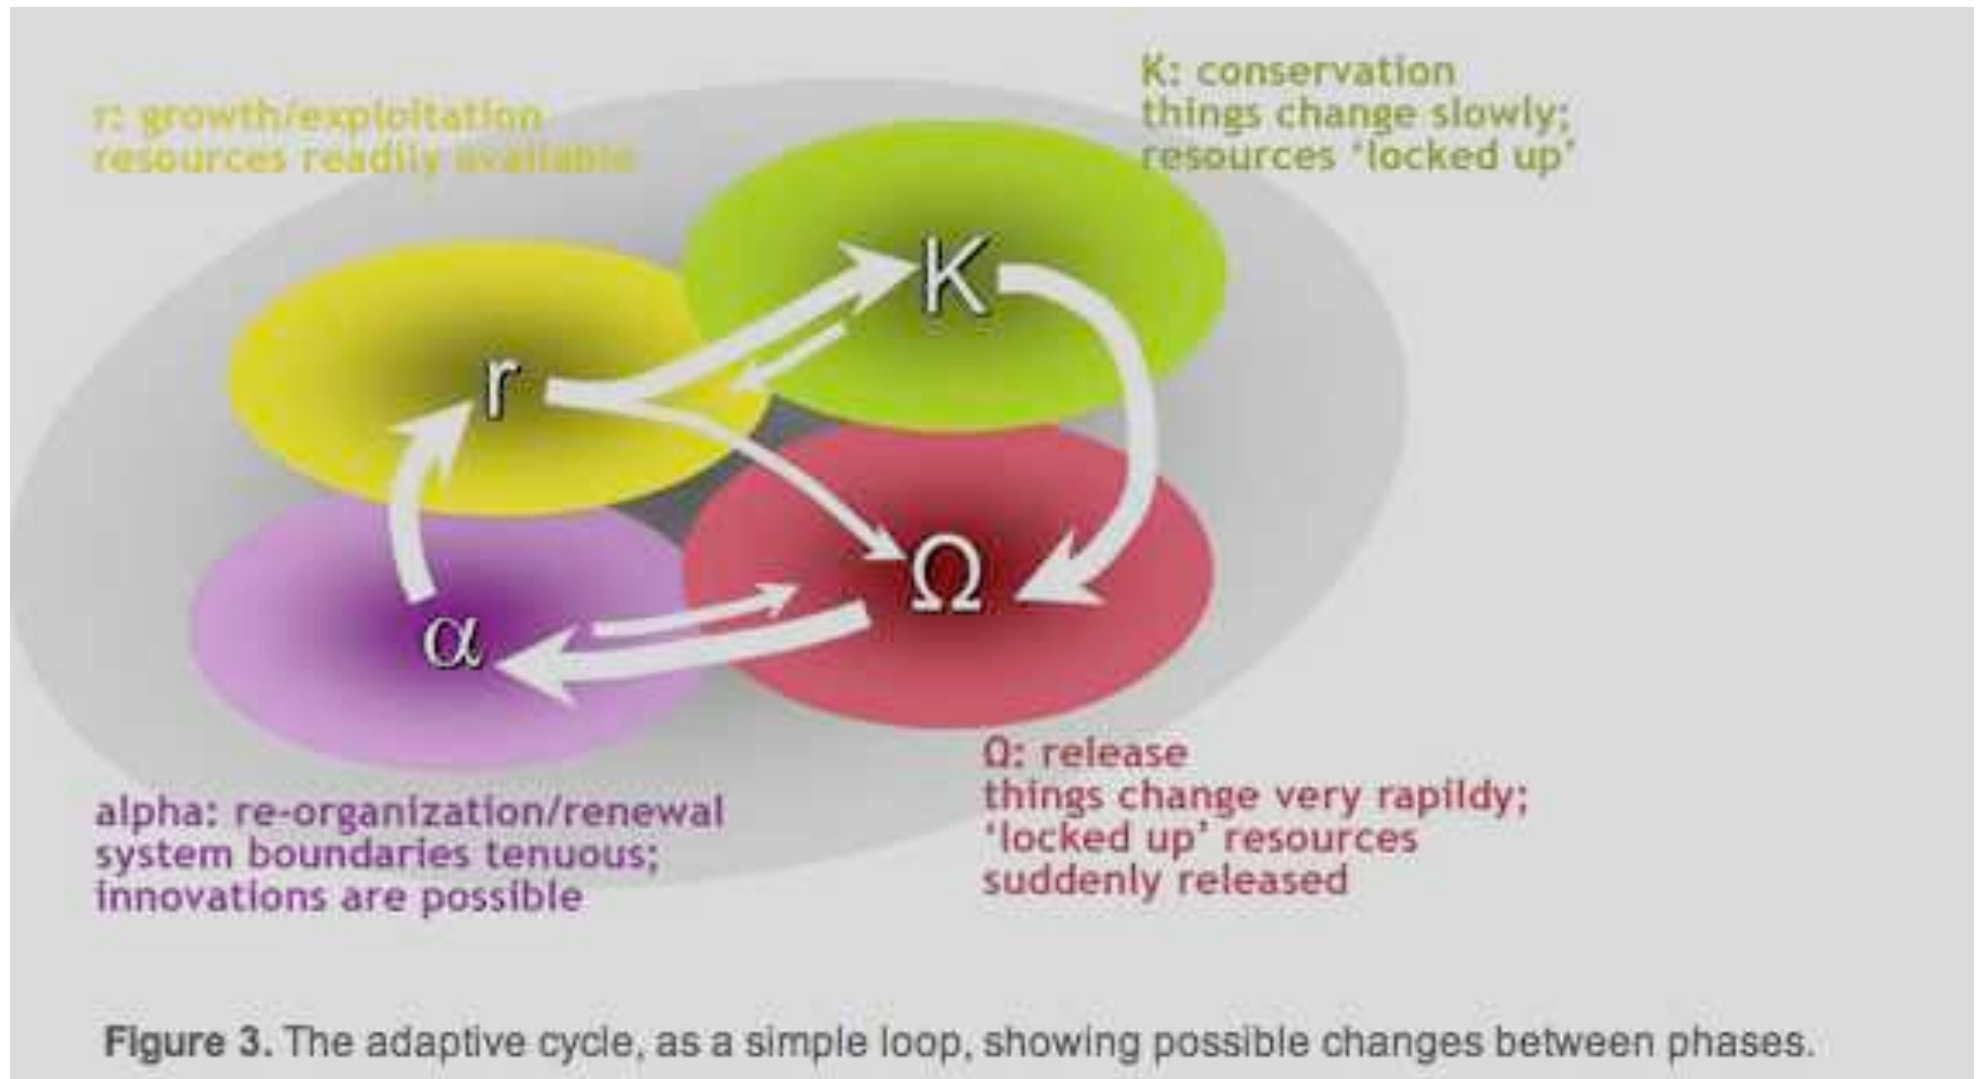 r: growth/exploitation
resources readily available
K: conservation
things change slowly;
resources ‘locked up’
K
r
Ω
α
Ω: release
things change very rapildy;
‘locked up’ resources
suddenly released
alpha: re-organization/renewal
system boundaries tenuous;
innovations are possible
Figure 3. The adaptive cycle, as a simple loop, showing possible changes between phases.